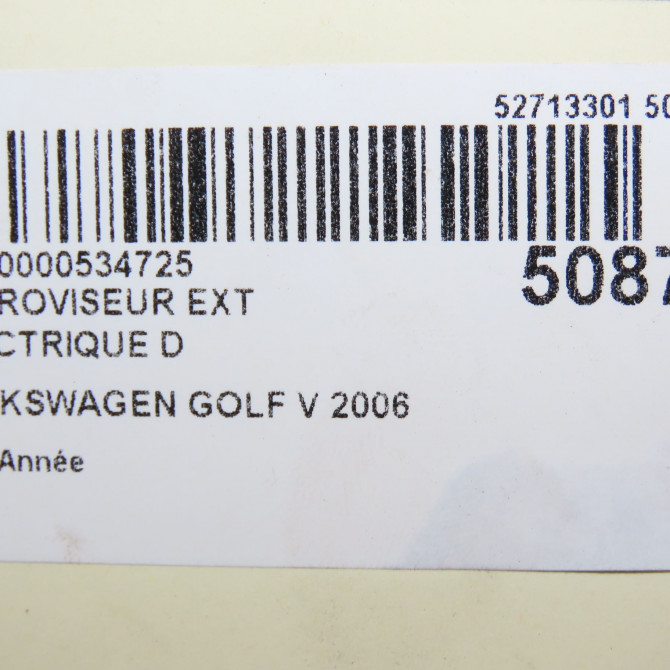 52713301 50
0000534725
5087
ROVISEUR EXT
CTRIQUE D
KSWAGEN GOLF V 2006
Année